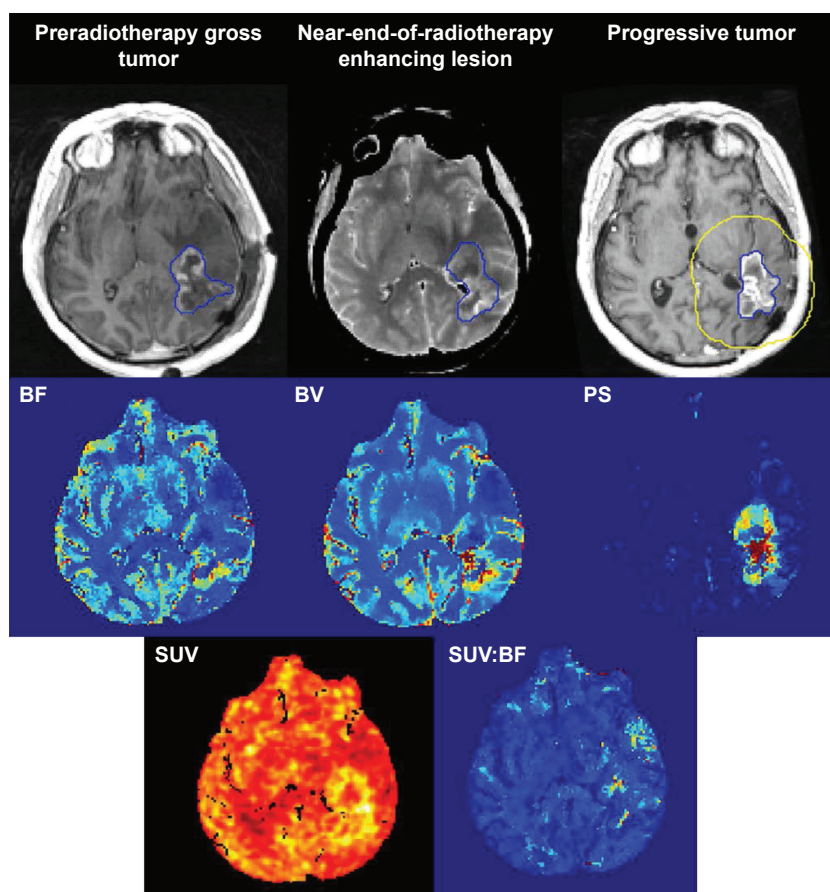 Preradiotherapy gross
tumor
Near-end-of-radiotherapy
enhancing lesion
Progressive tumor
BF
BV
PS
SUV
SUV:BF